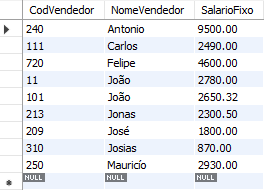 CodVendedor NomeVendedor SalarioFixo
240 Antonio 9500.00
111 Carlos 2490.00
720 Felipe 4600.00
11 João 2780.00
101 João 2650.32
213 Jonas 2300.50
209 José 1800.00
310 Josias 870.00
250 Mauricío 2930.00
NULL NULL NULL